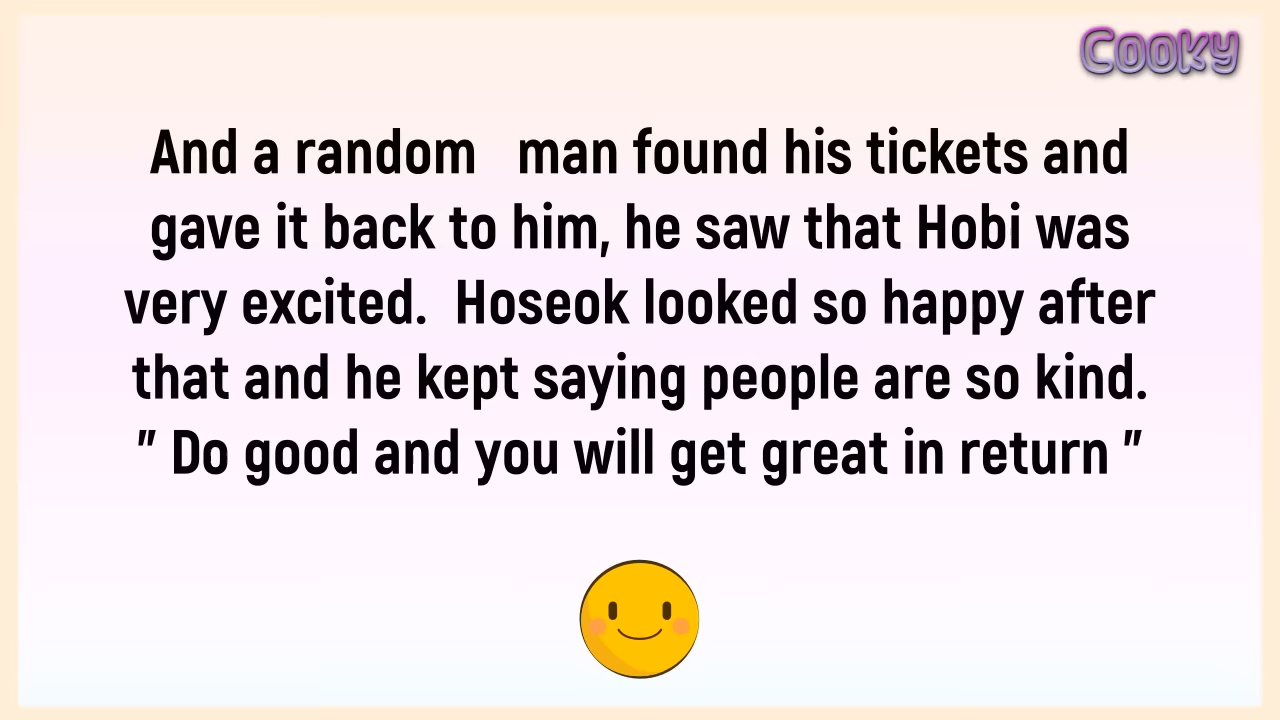 Cooky
And a random   man found his tickets and
gave it back to him, he saw that Hobi was
very excited.  Hoseok looked so happy after
that and he kept saying people are so kind.
" Do good and you will get great in return "